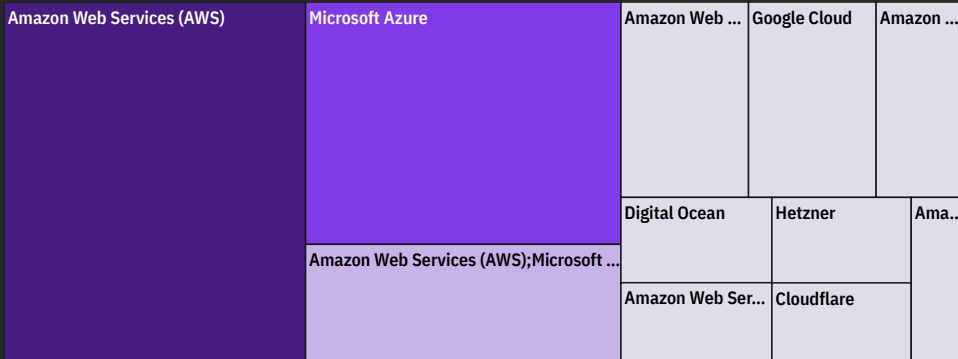 Amazon Web Services (AWS)
Microsoft Azure
Amazon Web Services (AWS);Microsoft ...
Amazon Web ...
Google Cloud
Amazon ...
Digital Ocean
Hetzner
Ama...
Amazon Web Ser...
Cloudflare